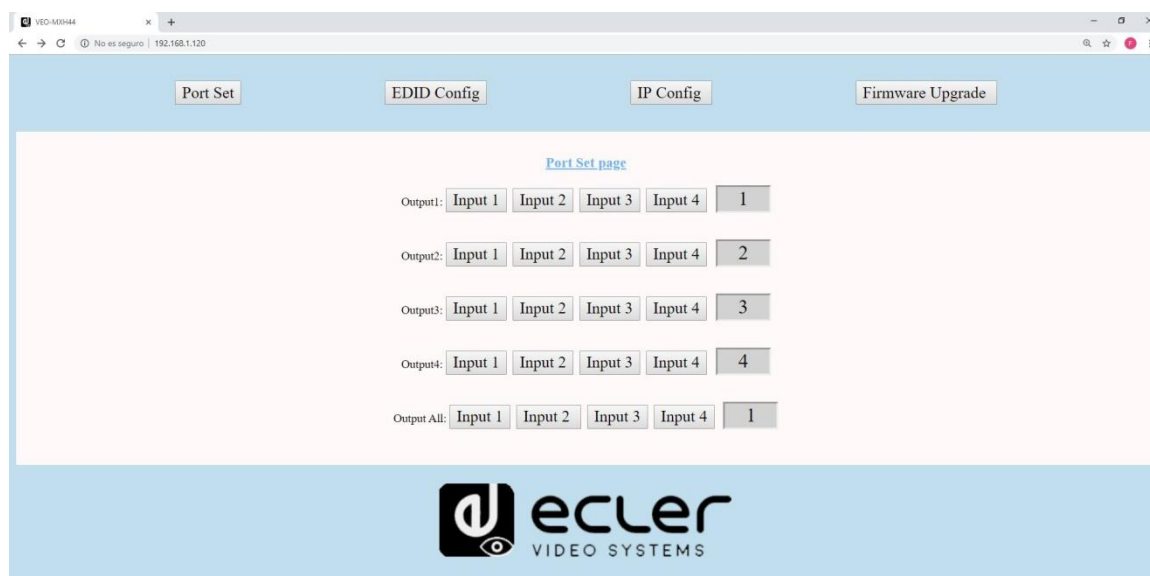 VEO-MXH44
No es seguro | 192.168.1.120
Port Set EDID Config IP Config Firmware Upgrade
Port Set page
Output1: Input 1 Input 2 Input 3 Input 4 1
Output2: Input 1 Input 2 Input 3 Input 4 2
Output3: Input 1 Input 2 Input 3 Input 4 3
Output4: Input 1 Input 2 Input 3 Input 4 4
Output All: Input 1 Input 2 Input 3 Input 4 1
ecler
VIDEO SYSTEMS